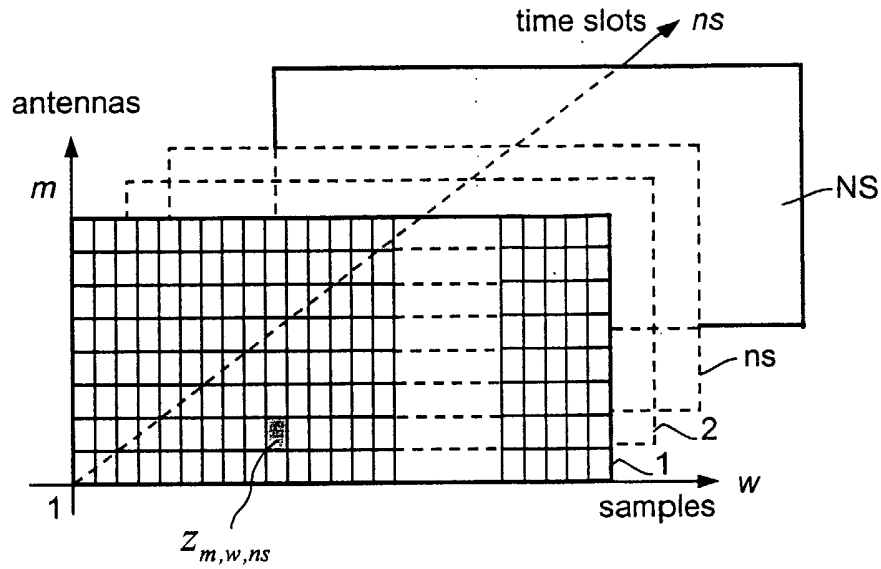 time slots ns
antennas
m
NS
ns
2
1
1
w
samples
z_{m,w,ns}